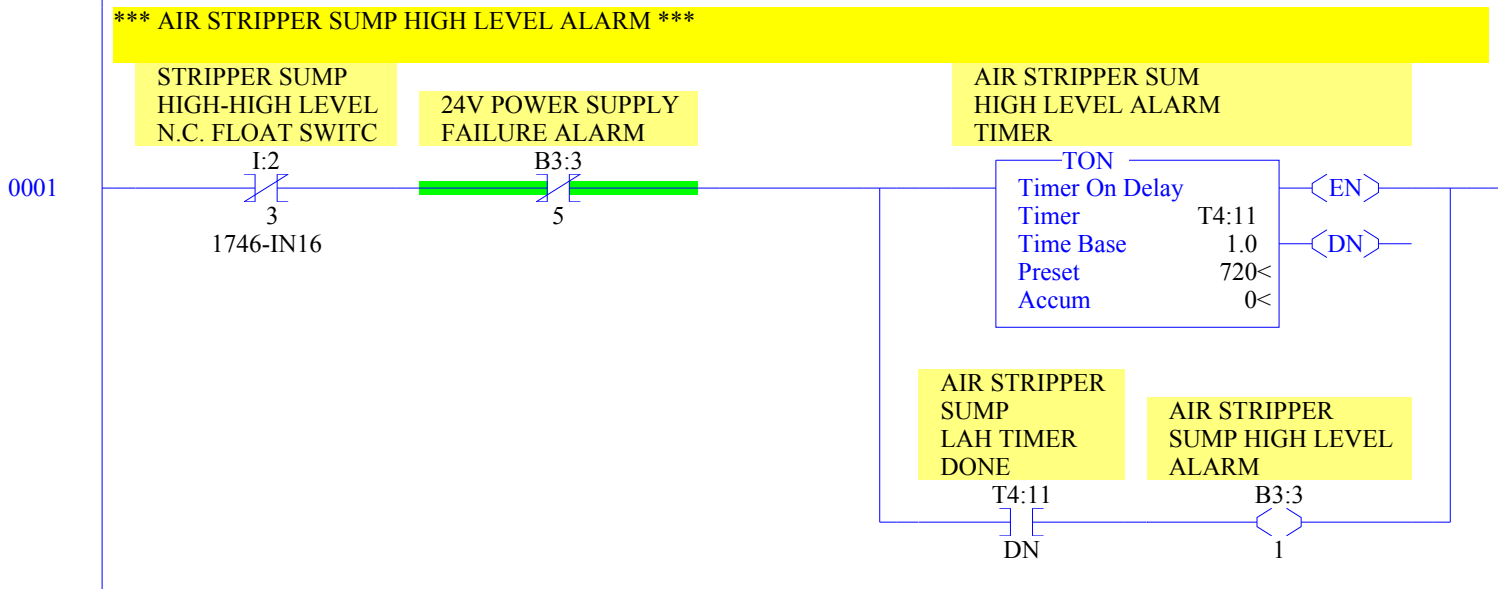 *** AIR STRIPPER SUMP HIGH LEVEL ALARM ***
STRIPPER SUMP
HIGH-HIGH LEVEL
N.C. FLOAT SWITC
I:2
3
1746-IN16
24V POWER SUPPLY
FAILURE ALARM
B3:3
5
AIR STRIPPER SUM
HIGH LEVEL ALARM
TIMER
0001
TON
Timer On Delay
Timer T4:11
Time Base 1.0
Preset 720<
Accum 0<
EN
DN
AIR STRIPPER
SUMP
LAH TIMER
DONE
T4:11
DN
AIR STRIPPER
SUMP HIGH LEVEL
ALARM
B3:3
1